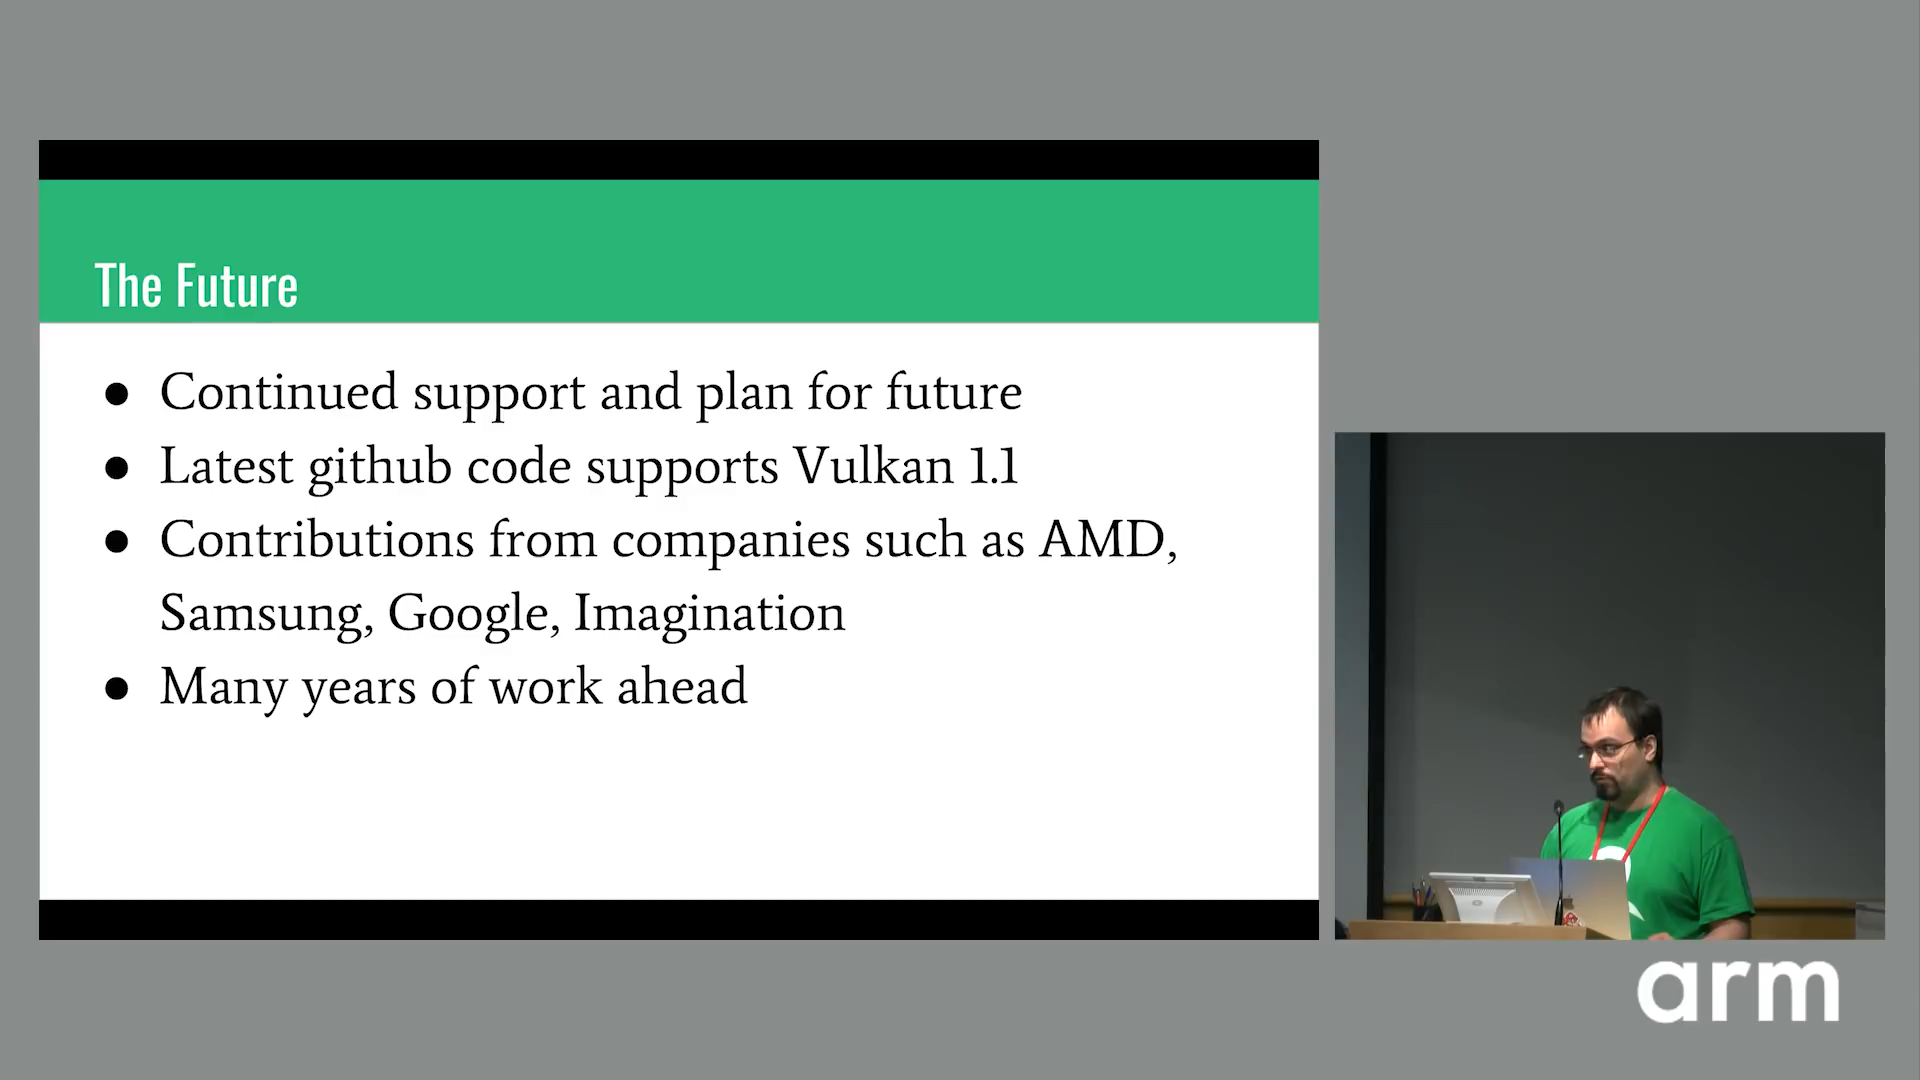 The Future
● Continued support and plan for future
● Latest github code supports Vulkan 1.1
● Contributions from companies such as AMD,
Samsung, Google, Imagination
● Many years of work ahead
arm